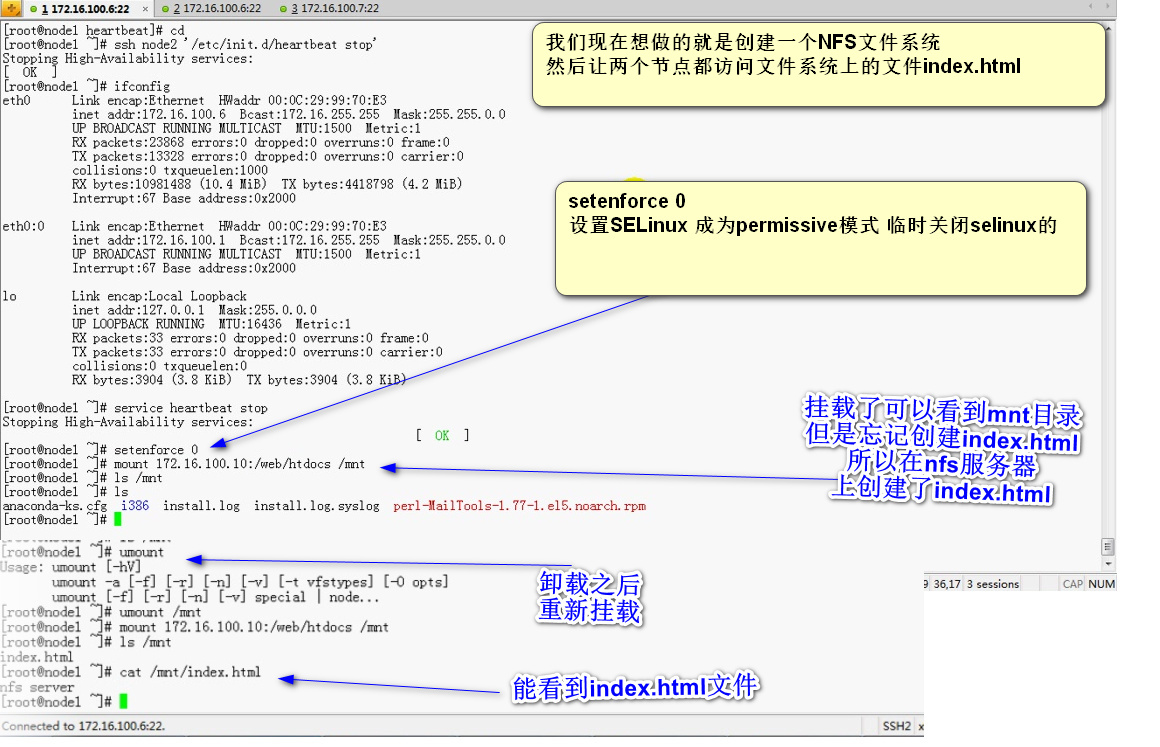 1 172.16.100.6:22 × 2 172.16.100.6:22 3 172.16.100.7:22
[root@node1 heartbeat]# cd
[root@node1 ~]# ssh node2 '/etc/init.d/heartbeat stop'
Stopping High-Availability services:
[  OK  ]
[root@node1 ~]# ifconfig
eth0      Link encap:Ethernet  HWaddr 00:0C:29:99:70:E3
          inet addr:172.16.100.6  Bcast:172.16.255.255  Mask:255.255.0.0
          UP BROADCAST RUNNING MULTICAST  MTU:1500  Metric:1
          RX packets:23868 errors:0 dropped:0 overruns:0 frame:0
          TX packets:13328 errors:0 dropped:0 overruns:0 carrier:0
          collisions:0 txqueuelen:1000
          RX bytes:10981488 (10.4 MiB)  TX bytes:4418798 (4.2 MiB)
          Interrupt:67 Base address:0x2000
eth0:0    Link encap:Ethernet  HWaddr 00:0C:29:99:70:E3
          inet addr:172.16.100.1  Bcast:172.16.255.255  Mask:255.255.0.0
          UP BROADCAST RUNNING MULTICAST  MTU:1500  Metric:1
          Interrupt:67 Base address:0x2000
lo        Link encap:Local Loopback
          inet addr:127.0.0.1  Mask:255.0.0.0
          UP LOOPBACK RUNNING  MTU:16436  Metric:1
          RX packets:33 errors:0 dropped:0 overruns:0 frame:0
          TX packets:33 errors:0 dropped:0 overruns:0 carrier:0
          collisions:0 txqueuelen:0
          RX bytes:3904 (3.8 KiB)  TX bytes:3904 (3.8 KiB)
[root@node1 ~]# service heartbeat stop
Stopping High-Availability services:
[  OK  ]
[root@node1 ~]# setenforce 0
[root@node1 ~]# mount 172.16.100.10:/web/htdocs /mnt
[root@node1 ~]# ls /mnt
[root@node1 ~]# ls
anaconda-ks.cfg  i386  install.log  install.log.syslog  perl-MailTools-1.77-1.el5.noarch.rpm
[root@node1 ~]#
我们现在想做的就是创建一个NFS文件系统
然后让两个节点都访问文件系统上的文件index.html
setenforce 0
设置SELinux 成为permissive模式 临时关闭selinux的
挂载了可以看到mnt目录
但是忘记创建index.html
所以在nfs服务器
上创建了index.html
[root@node1 ~]# umount
Usage: umount [-hV]
       umount -a [-f] [-r] [-n] [-v] [-t vfstypes] [-O opts]
       umount [-f] [-r] [-n] [-v] special | node...
[root@node1 ~]# umount /mnt
[root@node1 ~]# mount 172.16.100.10:/web/htdocs /mnt
[root@node1 ~]# ls /mnt
index.html
[root@node1 ~]# cat /mnt/index.html
nfs server
[root@node1 ~]#
卸载之后
重新挂载
能看到index.html文件
36,17 3 sessions CAP NUM
Connected to 172.16.100.6:22. SSH2